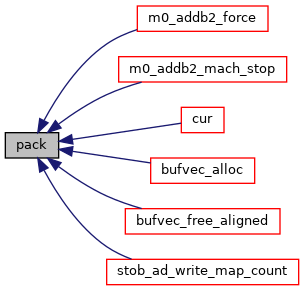 m0_addb2_force
m0_addb2_mach_stop
cur
pack
bufvec_alloc
bufvec_free_aligned
stob_ad_write_map_count